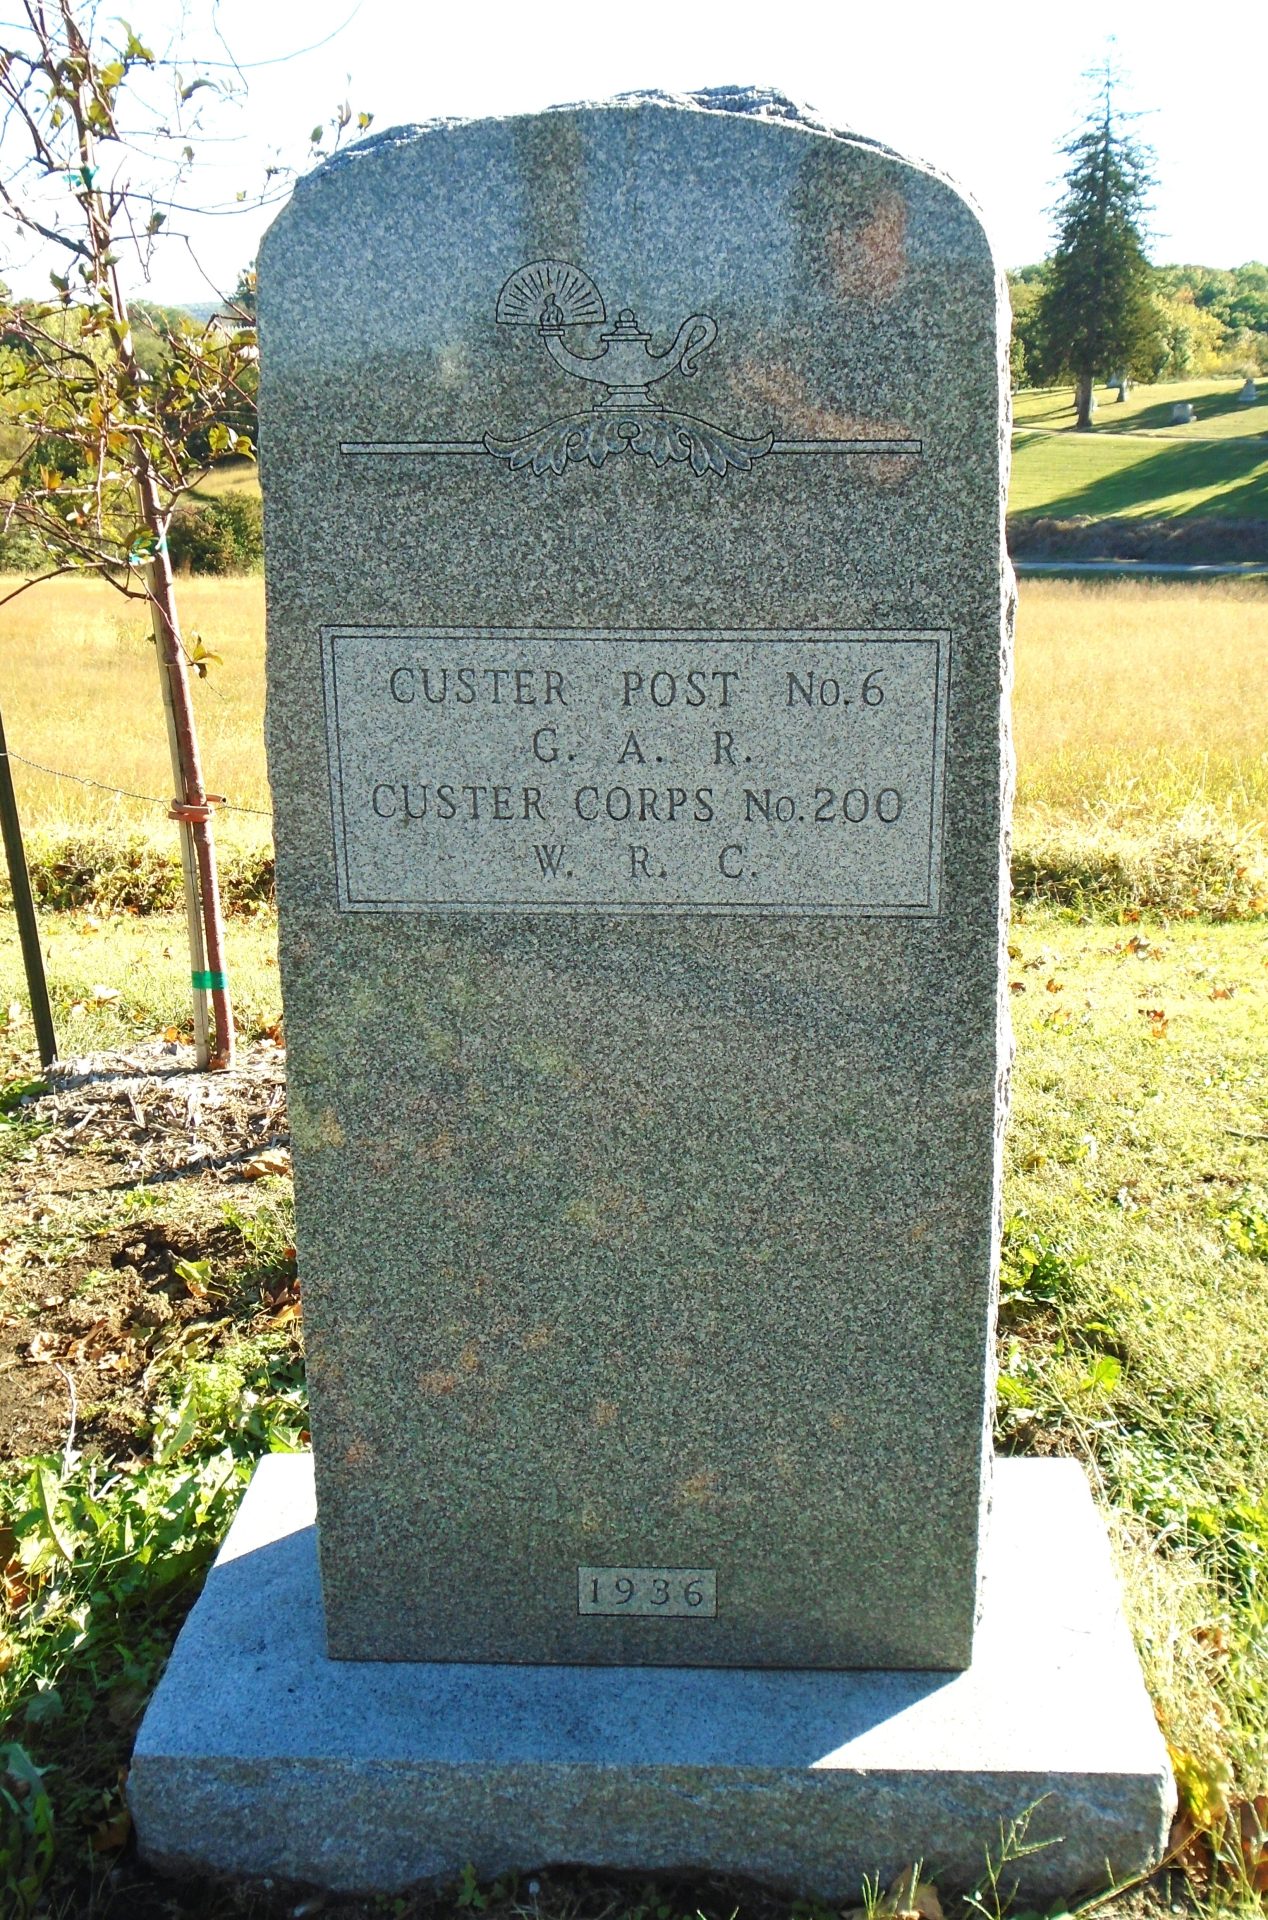 CUSTER POST No. 6
G. A. R.
CUSTER CORPS No. 200
W. R. C.
1936